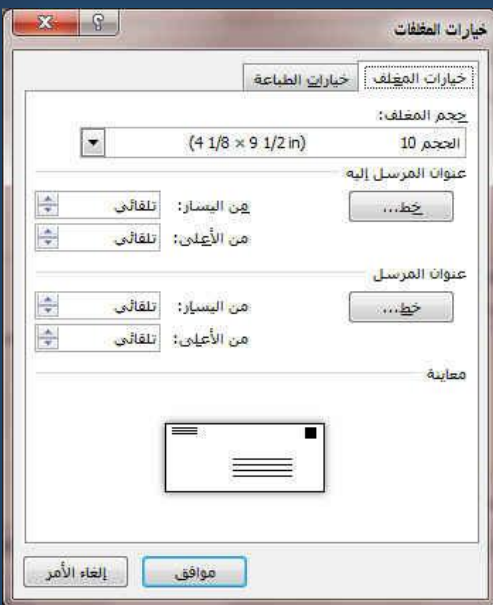 خيارات المغلفات
خيارات المغلف خيارات الطباعة
حجم المغلف:
الحجم 10 (4 1/8 × 9 1/2 in)
عنوان المرسل إليه
خط... من اليسار: تلقائي
من الأعلى: تلقائي
عنوان المرسل
خط... من اليسار: تلقائي
من الأعلى: تلقائي
معاينة
موافق إلغاء الأمر